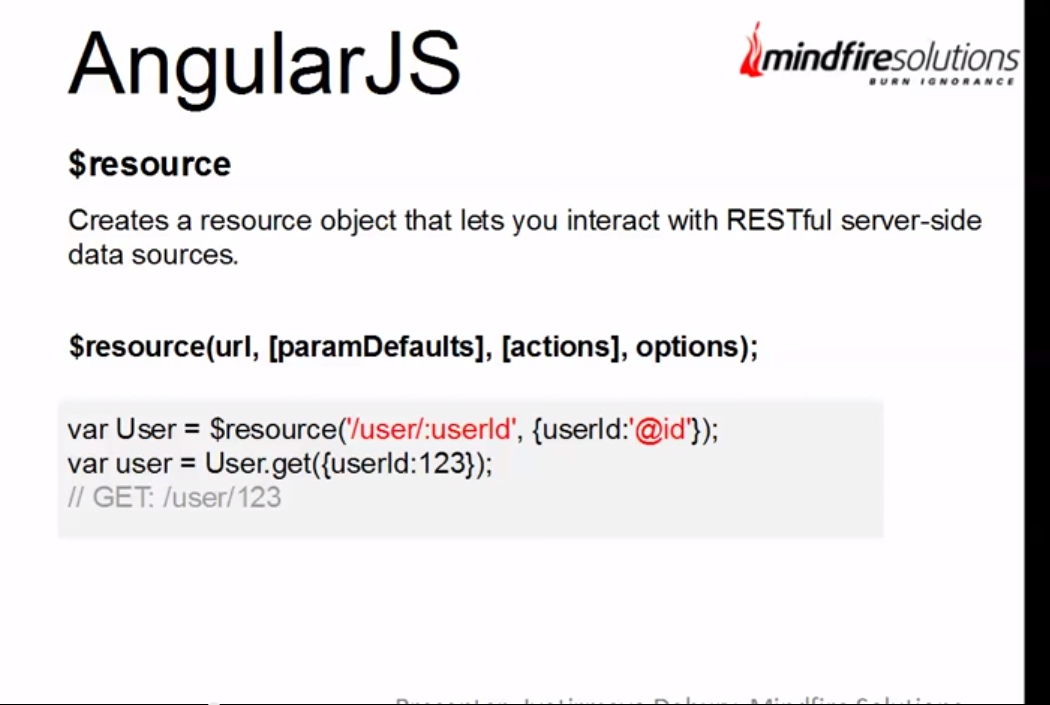 AngularJS
mindfiresolutions
BURN IGNORANCE
$resource
Creates a resource object that lets you interact with RESTful server-side
data sources.
$resource(url, [paramDefaults], [actions], options);
var User = $resource('/user/:userId', {userId:'@id'});
var user = User.get({userId:123});
// GET: /user/123